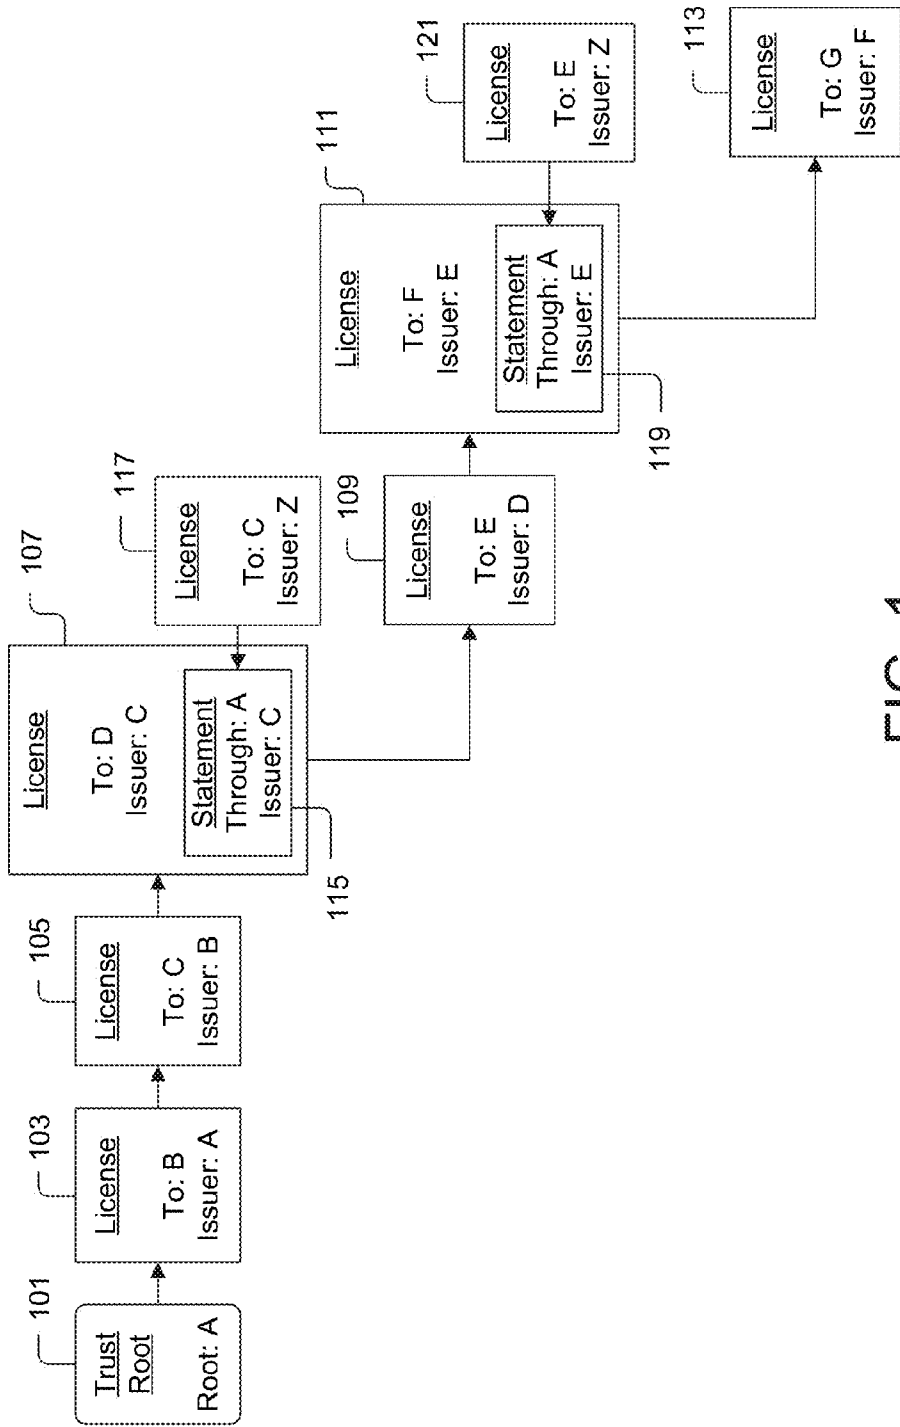 101
Trust
Root
Root: A
103
License
To: B
Issuer: A
105
License
To: C
Issuer: B
107
License
To: D
Issuer: C
Statement
Through: A
Issuer: C
115
117
License
To: C
Issuer: Z
109
License
To: E
Issuer: D
111
License
To: F
Issuer: E
Statement
Through: A
Issuer: E
119
121
License
To: E
Issuer: Z
113
License
To: G
Issuer: F